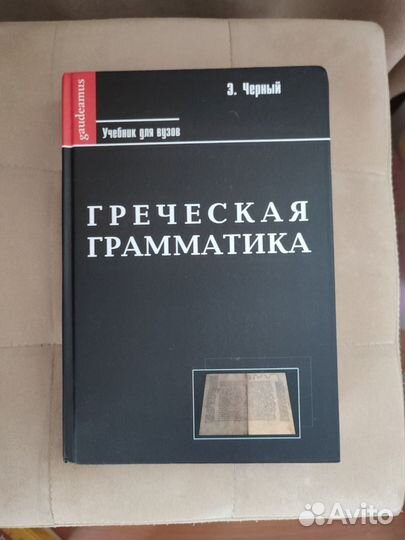 gaudeamus
Э. Черный
Учебник для вузов
ГРЕЧЕСКАЯ
ГРАММАТИКА
Avito